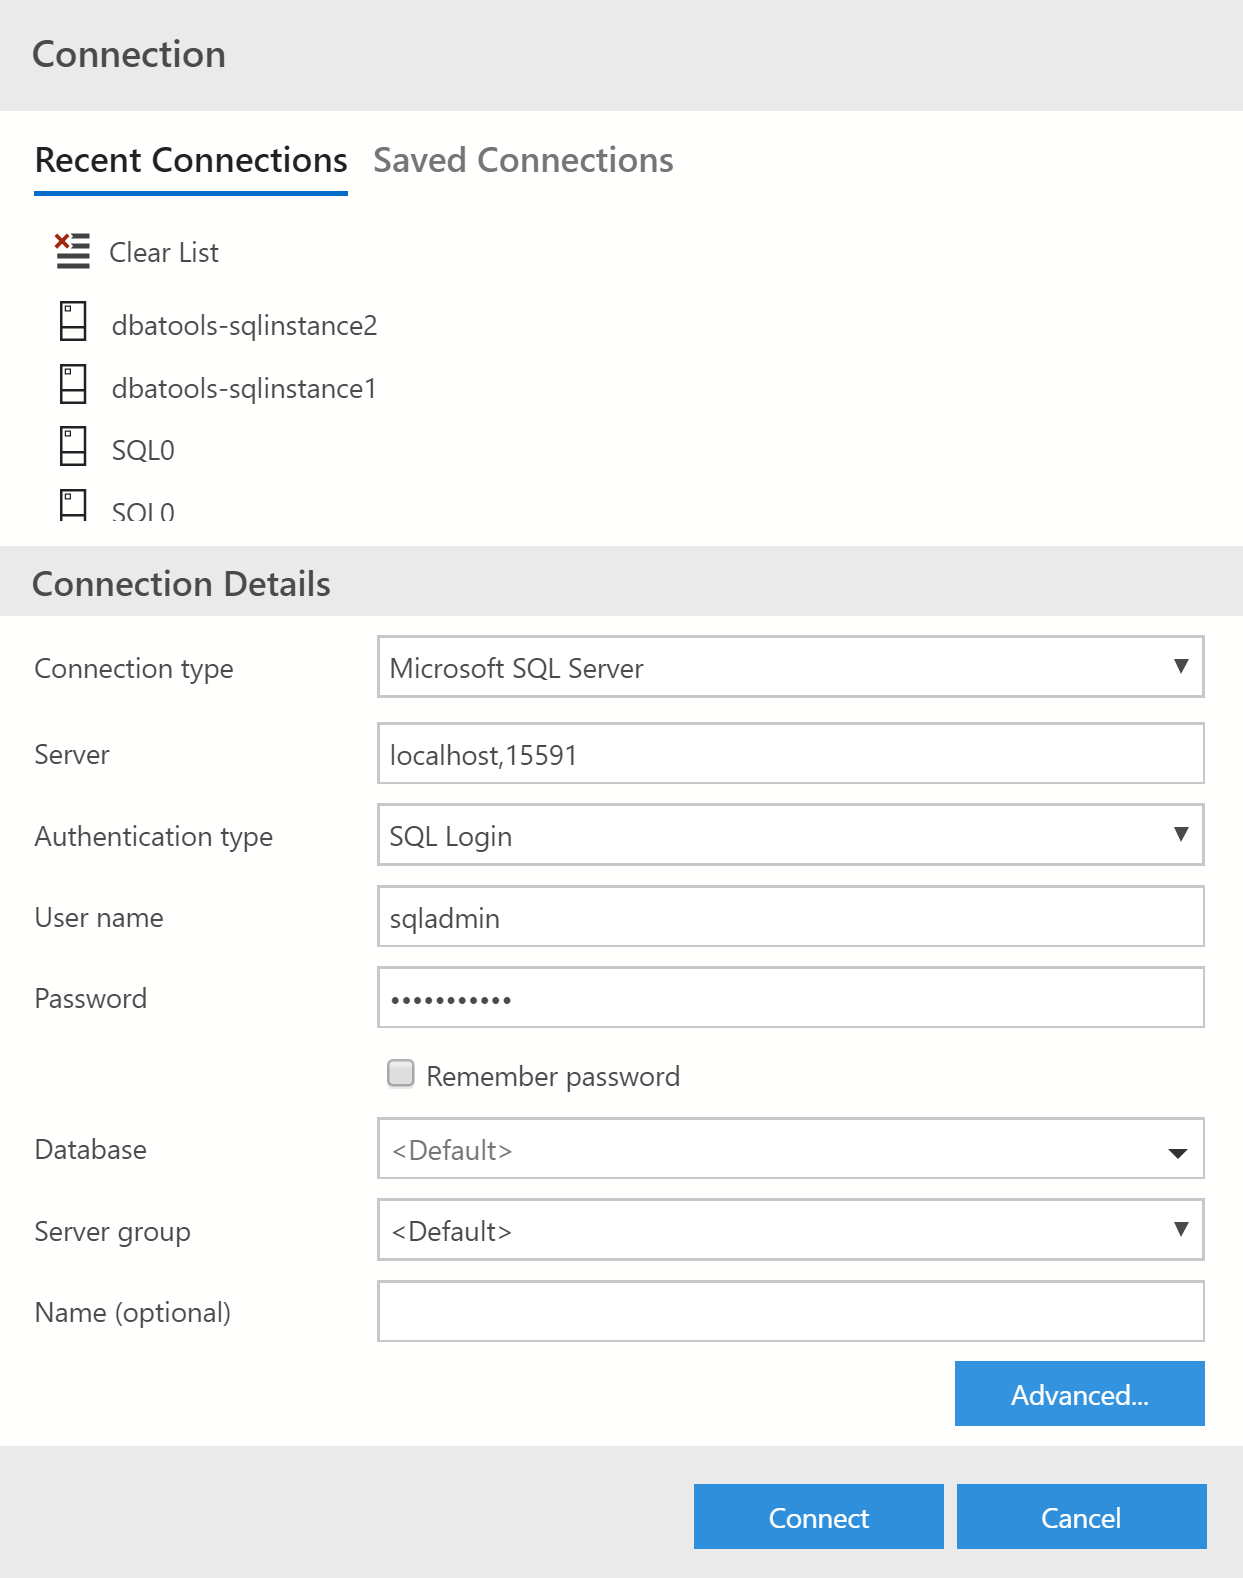 Connection
Recent Connections Saved Connections
Clear List
dbatools-sqlinstance2
dbatools-sqlinstance1
SQL0
SQL0
Connection Details
Connection type Microsoft SQL Server
Server localhost,15591
Authentication type SQL Login
User name sqladmin
Password •••••••••••
Remember password
Database <Default>
Server group <Default>
Name (optional)
Advanced...
Connect Cancel